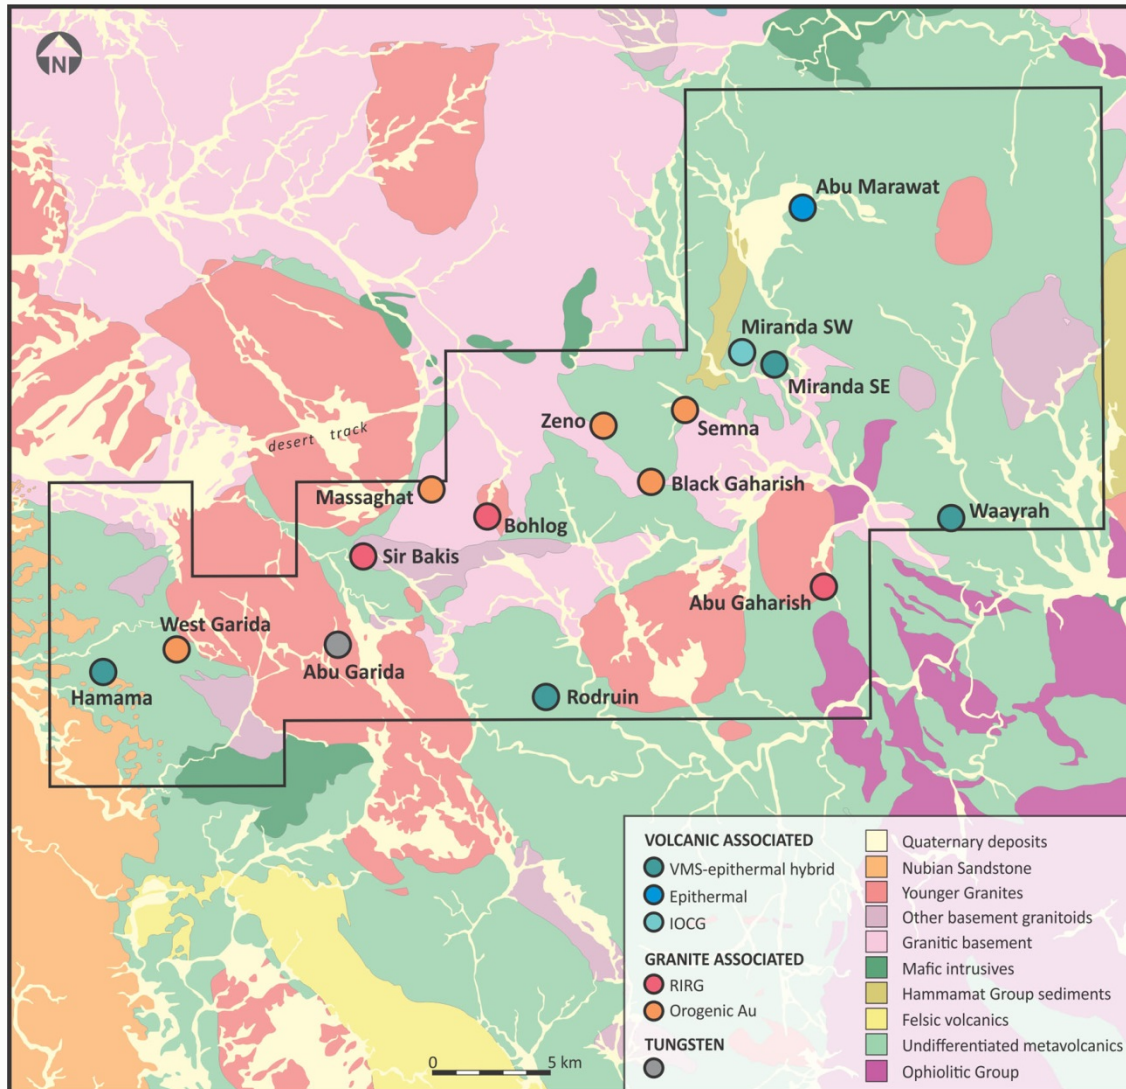 N
Abu Marawat
Miranda SW
Miranda SE
Zeno
Semna
desert track
Massaghat
Black Gaharish
Bohlog
Waayrah
Sir Bakis
Abu Gaharish
West Garida
Abu Garida
Hamama
Rodruin
0 5 km
VOLCANIC ASSOCIATED
VMS-epithermal hybrid
Epithermal
IOCG
GRANITE ASSOCIATED
RIRG
Orogenic Au
TUNGSTEN
Quaternary deposits
Nubian Sandstone
Younger Granites
Other basement granitoids
Granitic basement
Mafic intrusives
Hammamat Group sediments
Felsic volcanics
Undifferentiated metavolcanics
Ophiolitic Group